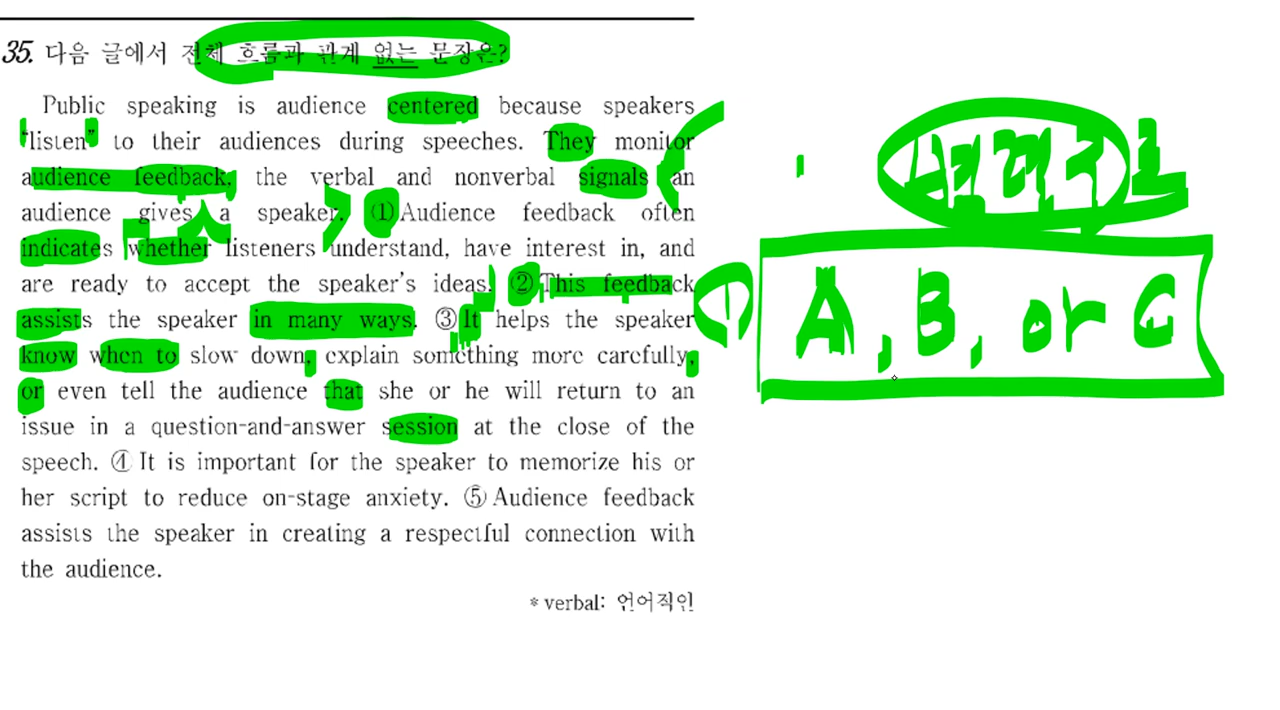 35. 다음 글에서 전체 흐름과 관계 없는 문장은?
Public speaking is audience centered because speakers
"listen" to their audiences during speeches. They monitor
audience feedback, the verbal and nonverbal signals an
audience gives a speaker. ① Audience feedback often
indicates whether listeners understand, have interest in, and
are ready to accept the speaker's ideas. ② This feedback
assists the speaker in many ways. ③ It helps the speaker
know when to slow down, explain something more carefully,
or even tell the audience that she or he will return to an
issue in a question-and-answer session at the close of the
speech. ④ It is important for the speaker to memorize his or
her script to reduce on-stage anxiety. ⑤ Audience feedback
assists the speaker in creating a respectful connection with
the audience.
* verbal: 언어적인
① A, B, or C